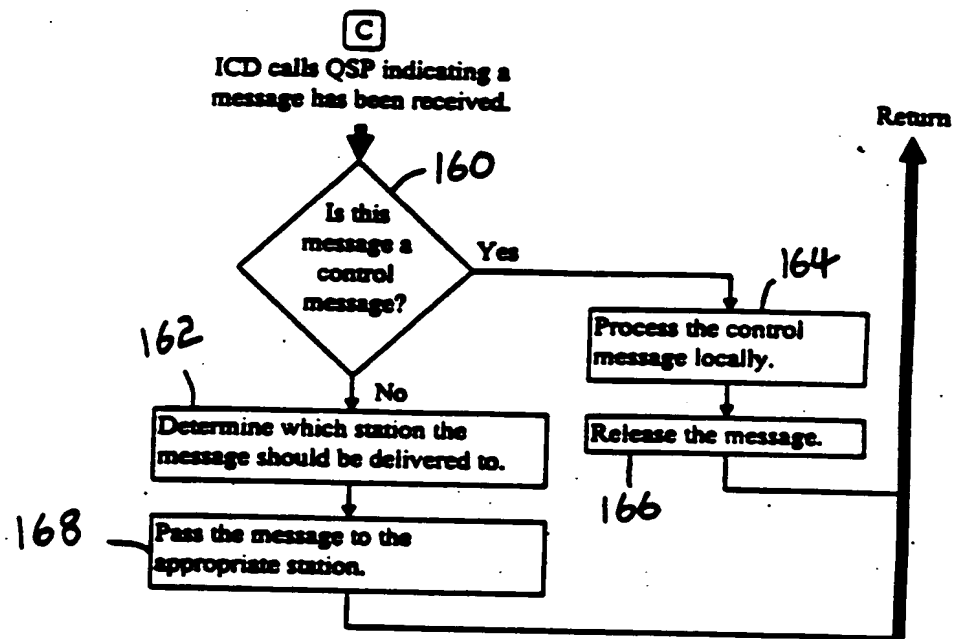 C
ICD calls QSP indicating a
message has been received.
Return
160
Is this
message a
control
message?
Yes
164
Process the control
message locally.
162
No
Determine which station the
message should be delivered to.
Release the message.
166
168
Pass the message to the
appropriate station.